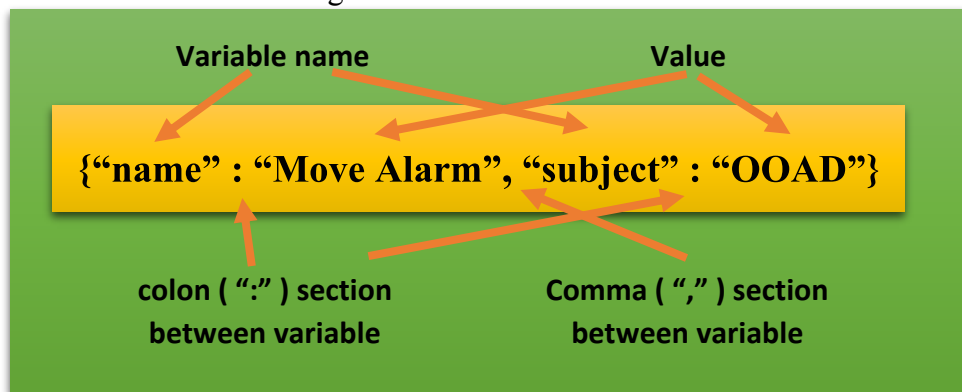 Variable name Value
{“name” : “Move Alarm”, “subject” : “OOAD”}
colon ( “:” ) section
between variable
Comma ( “,” ) section
between variable